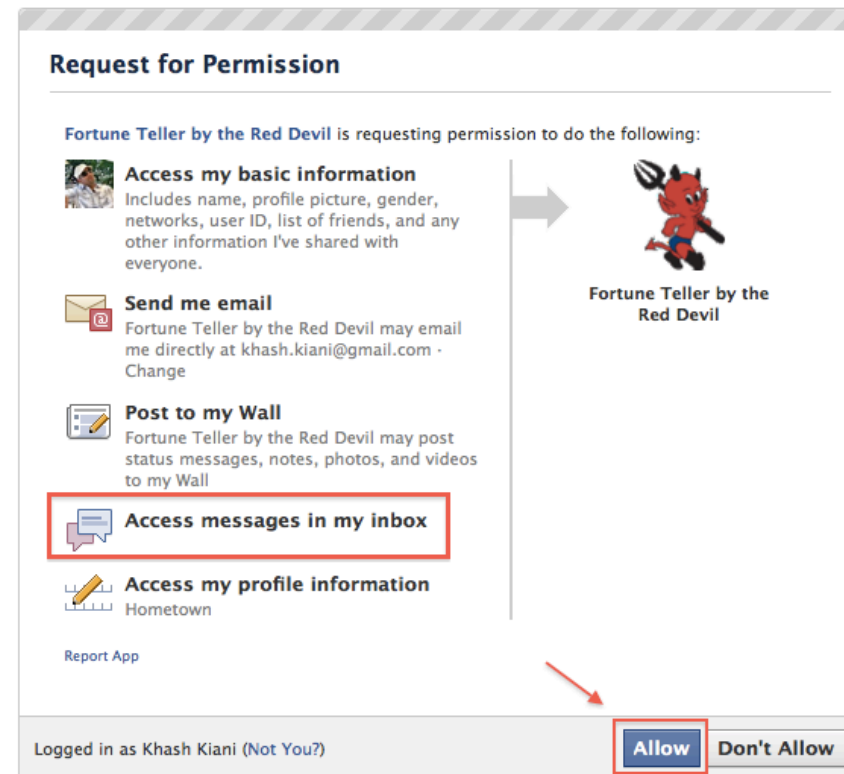 Request for Permission
Fortune Teller by the Red Devil is requesting permission to do the following:
Access my basic information
Includes name, profile picture, gender,
networks, user ID, list of friends, and any
other information I've shared with
everyone.
Send me email
Fortune Teller by the Red Devil may email
me directly at khash.kiani@gmail.com ·
Change
Post to my Wall
Fortune Teller by the Red Devil may post
status messages, notes, photos, and videos
to my Wall
Access messages in my inbox
Access my profile information
Hometown
Fortune Teller by the
Red Devil
Report App
Logged in as Khash Kiani (Not You?)
Allow
Don't Allow